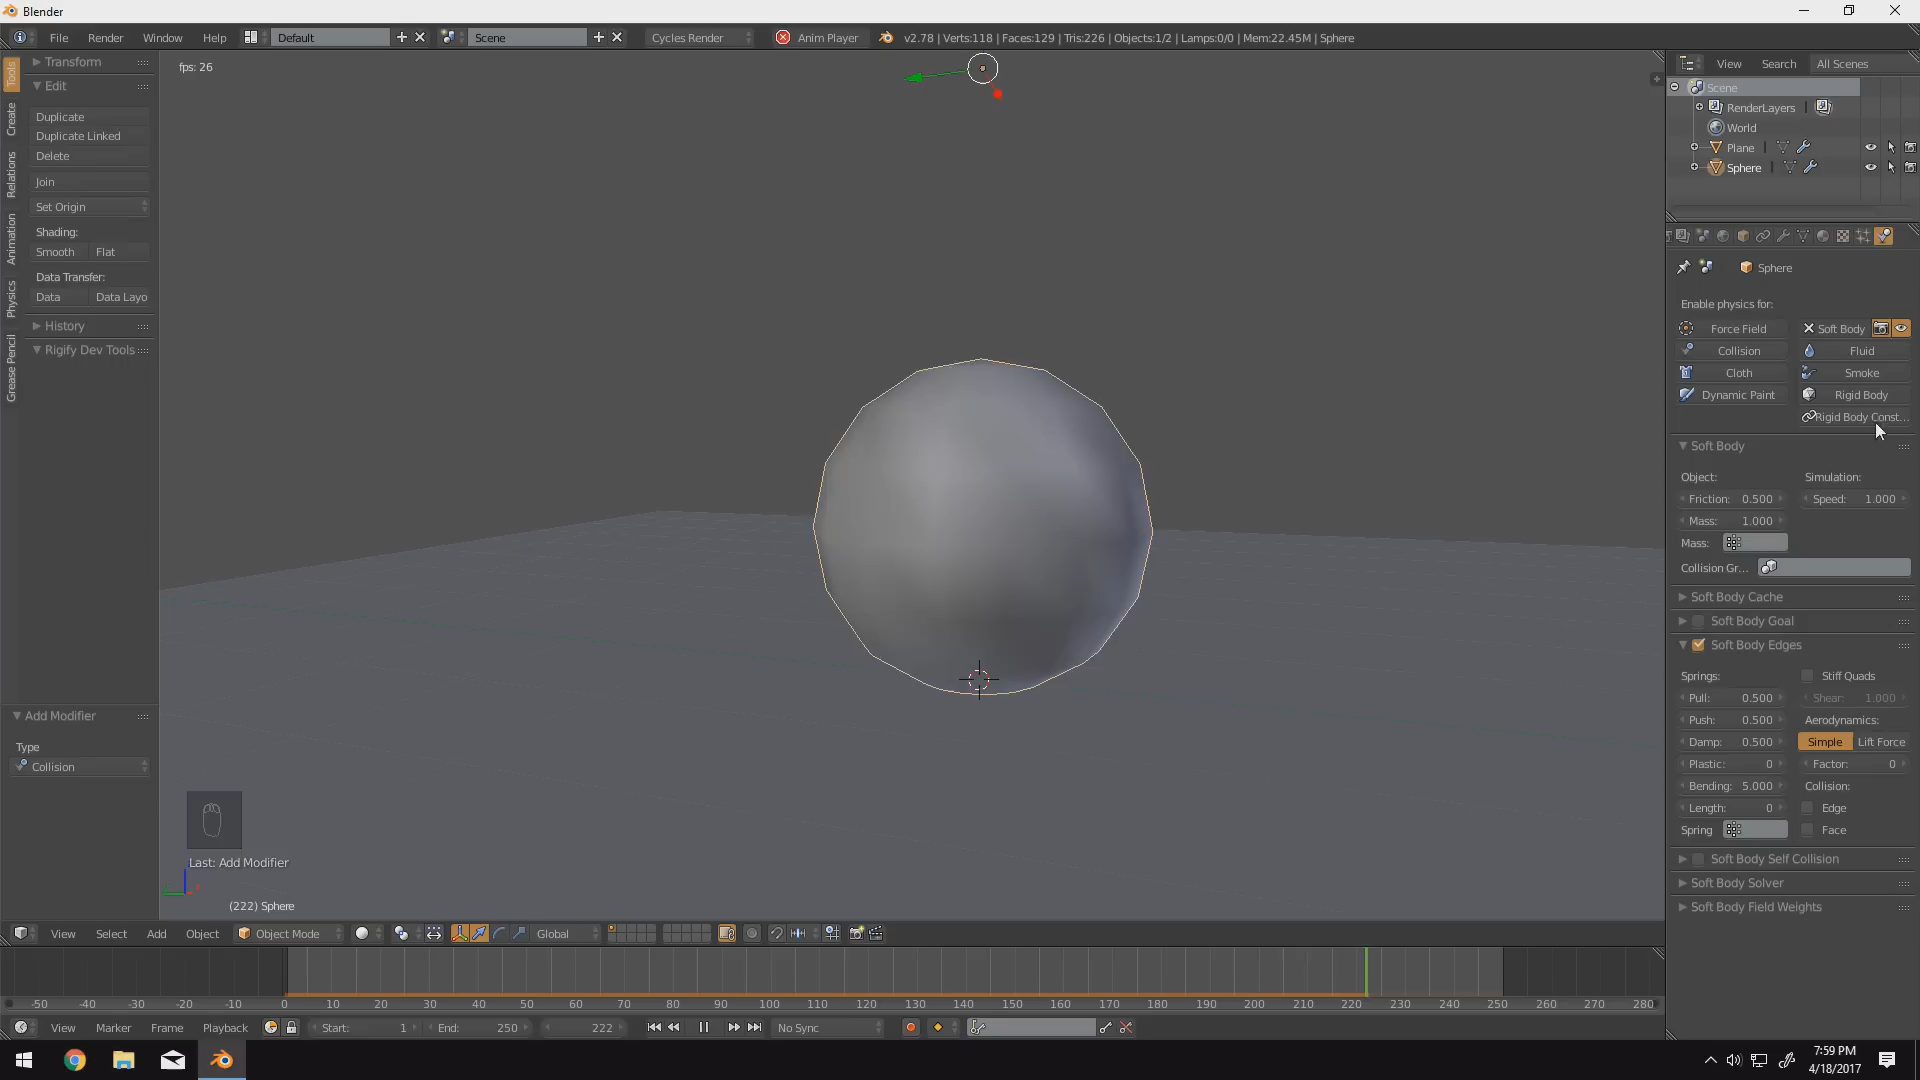 Blender
File Render Window Help Default Scene Cycles Render Anim Player v2.78 | Verts:118 | Faces:129 | Tris:226 | Objects:1/2 | Lamps:0/0 | Mem:22.45M | Sphere
fps: 26
Tools
Create
Relations
Animation
Physics
Grease Pencil
Transform
Edit
Duplicate
Duplicate Linked
Delete
Join
Set Origin
Shading:
Smooth Flat
Data Transfer:
Data Data Layo
History
Rigify Dev Tools
Add Modifier
Type
Collision
Last: Add Modifier
(222) Sphere
View Search All Scenes
Scene
RenderLayers
World
Plane
Sphere
Sphere
Enable physics for:
Force Field Soft Body
Collision Fluid
Cloth Smoke
Dynamic Paint Rigid Body
Rigid Body Const...
Soft Body
Object: Simulation:
Friction: 0.500 Speed: 1.000
Mass: 1.000
Mass:
Collision Gr...
Soft Body Cache
Soft Body Goal
Soft Body Edges
Springs: Stiff Quads
Pull: 0.500 Shear: 1.000
Push: 0.500 Aerodynamics:
Damp: 0.500 Simple Lift Force
Plastic: 0 Factor: 0
Bending: 5.000 Collision:
Length: 0 Edge
Spring Face
Soft Body Self Collision
Soft Body Solver
Soft Body Field Weights
View Select Add Object Object Mode Global
-50 -40 -30 -20 -10 0 10 20 30 40 50 60 70 80 90 100 110 120 130 140 150 160 170 180 190 200 210 220 230 240 250 260 270 280
View Marker Frame Playback Start: 1 End: 250 222 No Sync
7:59 PM
4/18/2017